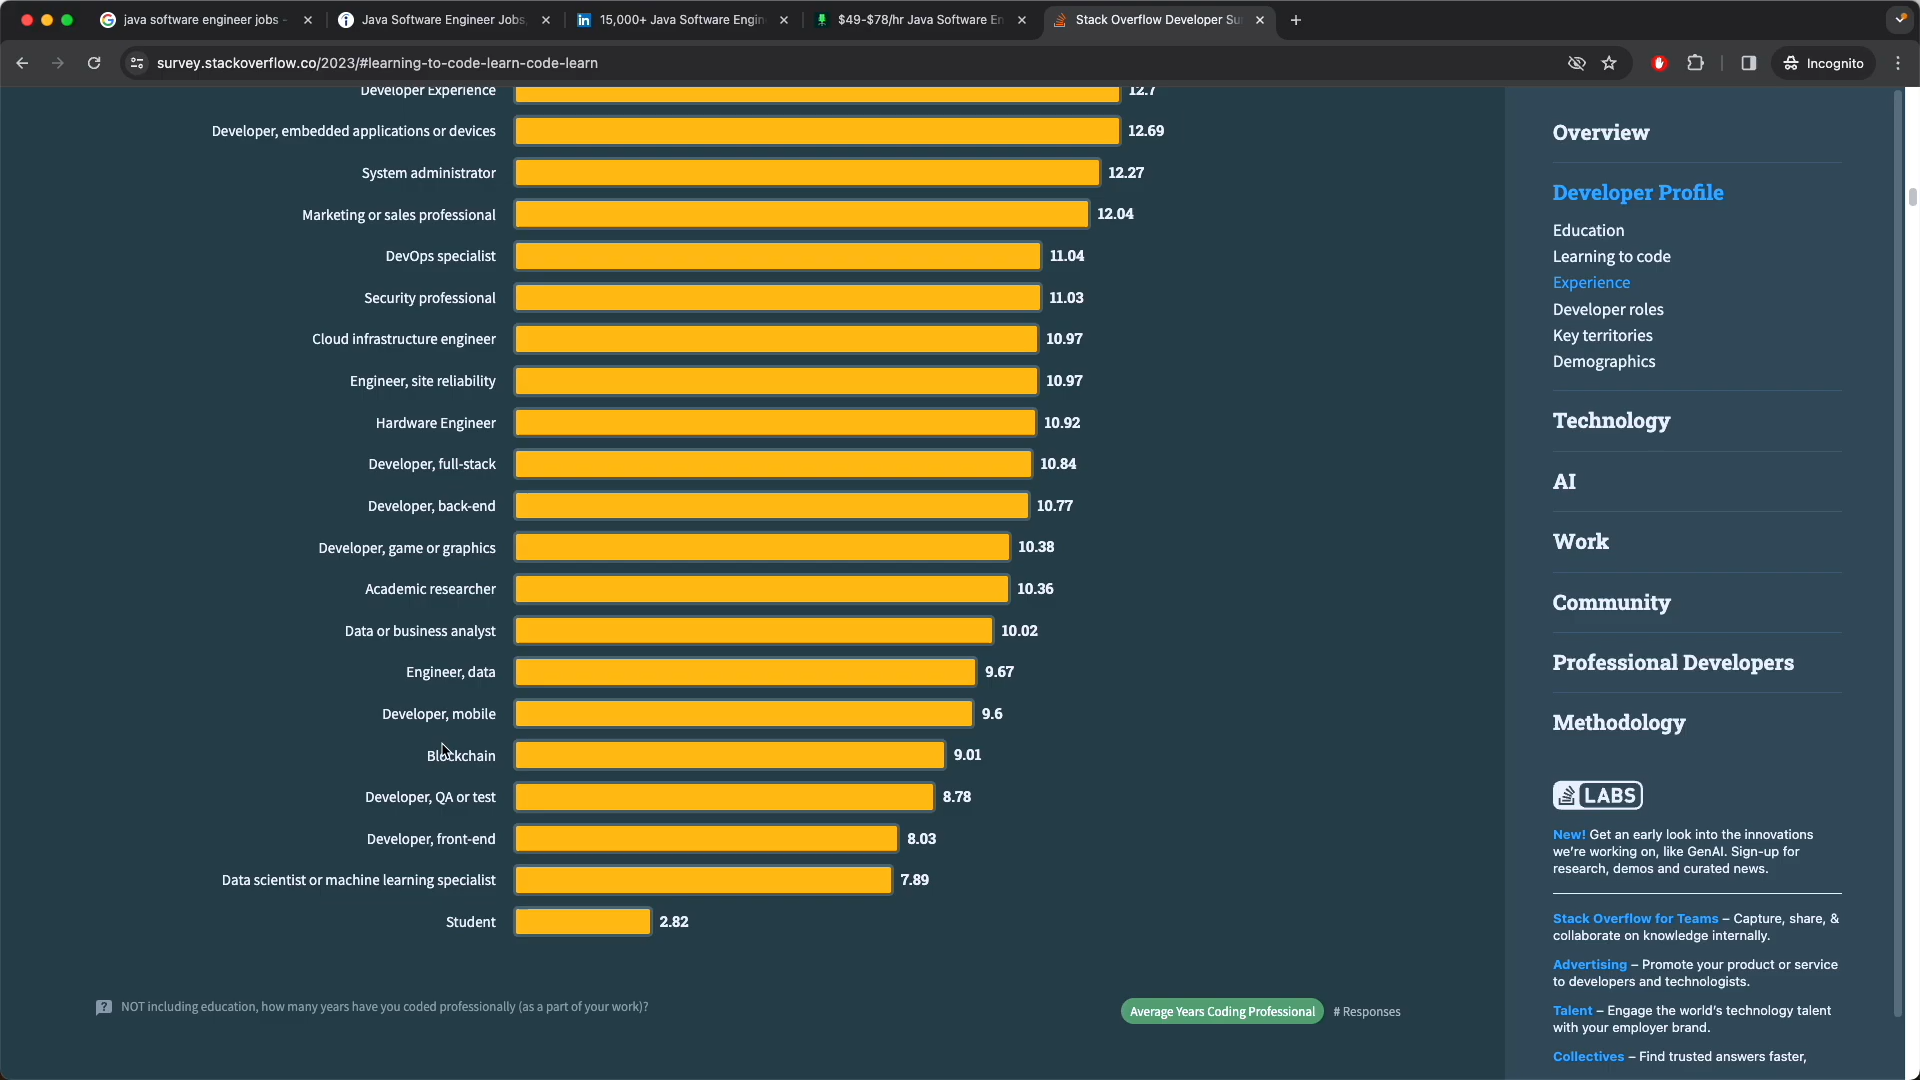 java software engineer jobs -
Java Software Engineer Jobs,
15,000+ Java Software Engin
$49-$78/hr Java Software En
Stack Overflow Developer Su
survey.stackoverflow.co/2023/#learning-to-code-learn-code-learn
Incognito
Developer Experience 12.7
Developer, embedded applications or devices 12.69
System administrator 12.27
Marketing or sales professional 12.04
DevOps specialist 11.04
Security professional 11.03
Cloud infrastructure engineer 10.97
Engineer, site reliability 10.97
Hardware Engineer 10.92
Developer, full-stack 10.84
Developer, back-end 10.77
Developer, game or graphics 10.38
Academic researcher 10.36
Data or business analyst 10.02
Engineer, data 9.67
Developer, mobile 9.6
Blockchain 9.01
Developer, QA or test 8.78
Developer, front-end 8.03
Data scientist or machine learning specialist 7.89
Student 2.82
NOT including education, how many years have you coded professionally (as a part of your work)?
Average Years Coding Professional
# Responses
Overview
Developer Profile
Education
Learning to code
Experience
Developer roles
Key territories
Demographics
Technology
AI
Work
Community
Professional Developers
Methodology
LABS
New! Get an early look into the innovations
we're working on, like GenAI. Sign-up for
research, demos and curated news.
Stack Overflow for Teams – Capture, share, &
collaborate on knowledge internally.
Advertising – Promote your product or service
to developers and technologists.
Talent – Engage the world's technology talent
with your employer brand.
Collectives – Find trusted answers faster,